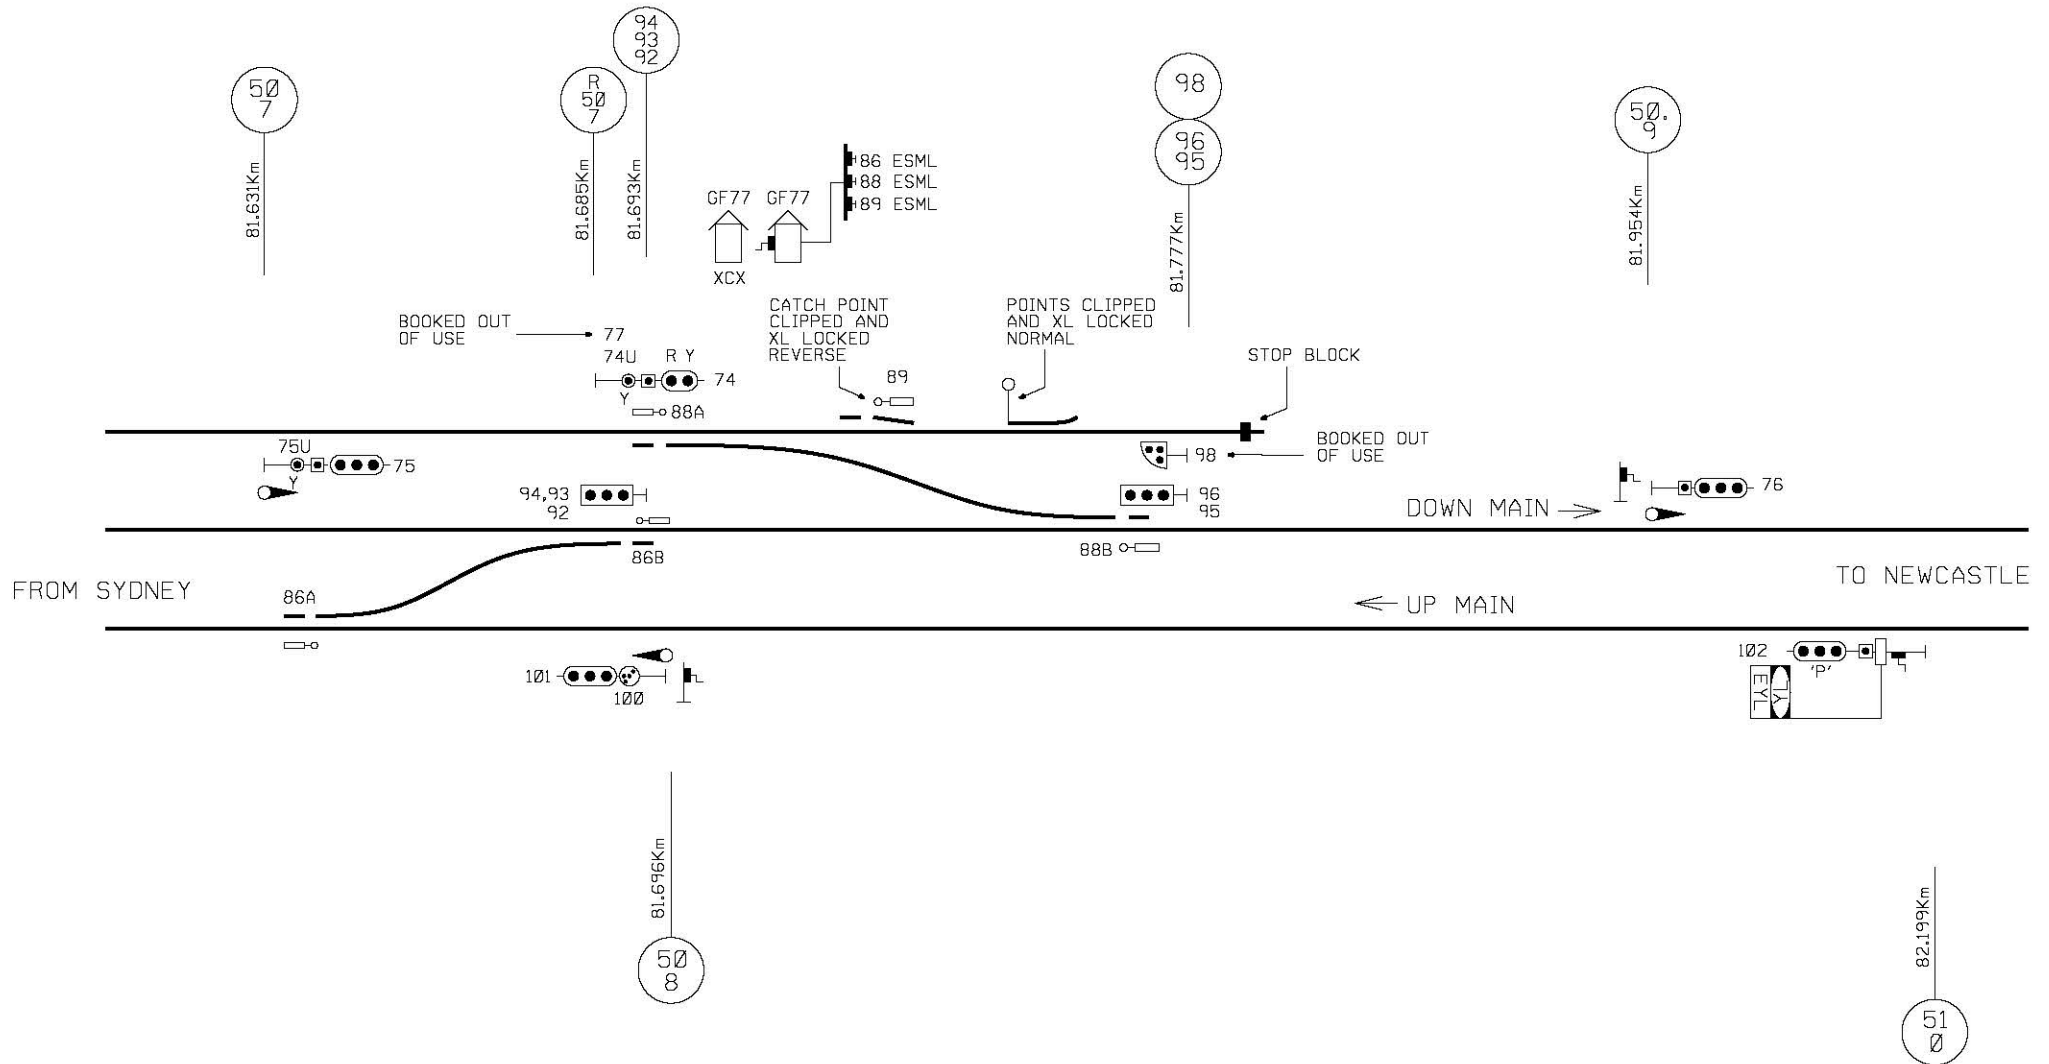 94
93
92
50
7
R
50
7
98
96
95
50.
9
81.631Km
81.685Km
81.693Km
81.777Km
81.954Km
86 ESML
88 ESML
89 ESML
GF77 GF77
XCX
BOOKED OUT
OF USE
77
74U R Y
74
Y
88A
CATCH POINT
CLIPPED AND
XL LOCKED
REVERSE
89
POINTS CLIPPED
AND XL LOCKED
NORMAL
STOP BLOCK
75U
75
Y
98
BOOKED OUT
OF USE
94,93
92
96
95
76
DOWN MAIN
86B
88B
FROM SYDNEY
TO NEWCASTLE
86A
UP MAIN
101
100
102
'P'
YL
EYL
81.696Km
50
8
82.199Km
51
0